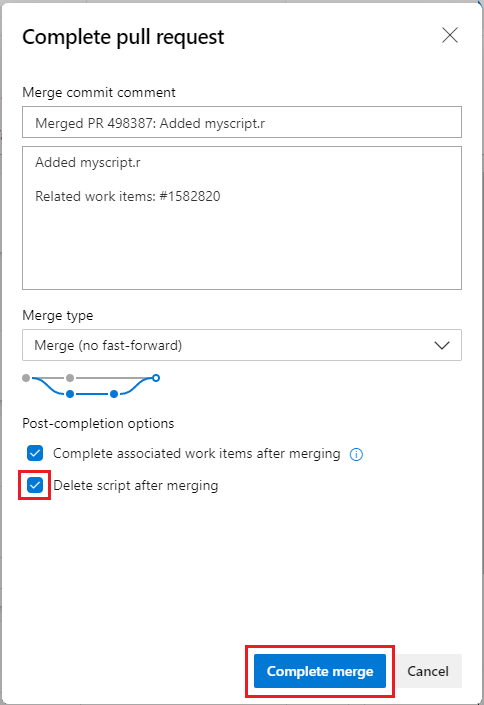 Complete pull request
Merge commit comment
Merged PR 498387: Added myscript.r
Added myscript.r
Related work items: #1582820
Merge type
Merge (no fast-forward)
Post-completion options
Complete associated work items after merging
Delete script after merging
Complete merge
Cancel